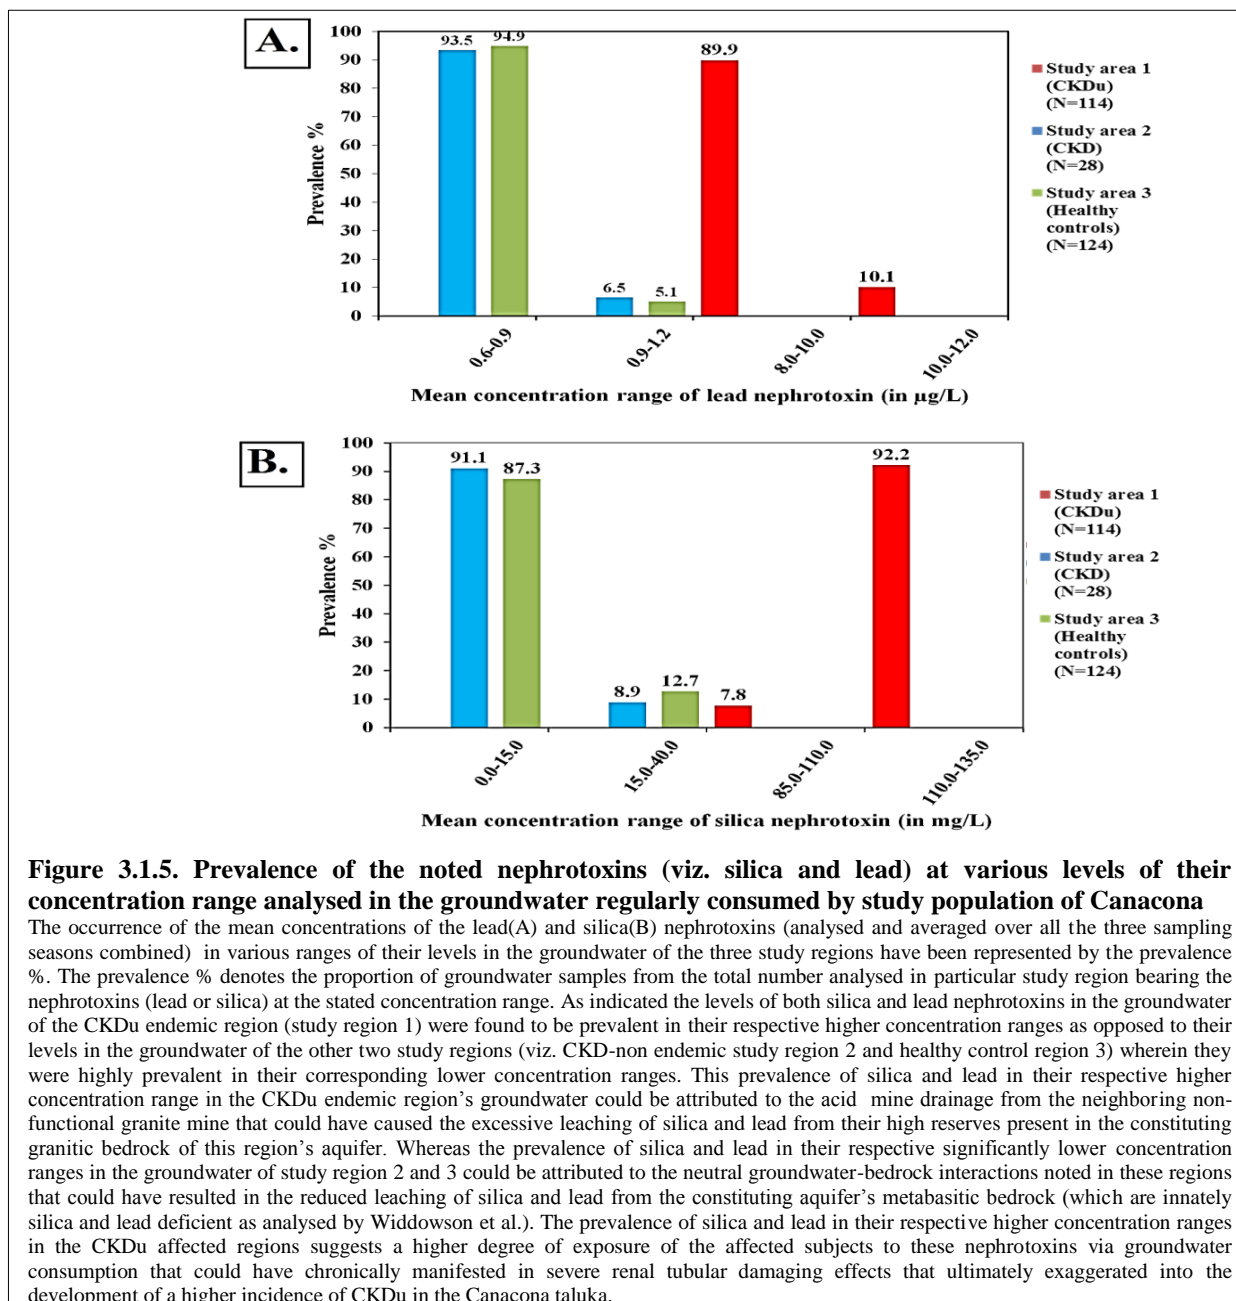 A.
100
90
80
70
60
50
40
30
20
10
0
Prevalence %
93.5
94.9
6.5
5.1
89.9
10.1
0.6-0.9
0.9-1.2
8.0-10.0
10.0-12.0
Mean concentration range of lead nephrotoxin (in µg/L)
Study area 1
(CKDu)
(N=114)
Study area 2
(CKD)
(N=28)
Study area 3
(Healthy
controls)
(N=124)
B.
100
90
80
70
60
50
40
30
20
10
0
Prevalence %
91.1
87.3
8.9
12.7
7.8
92.2
0.0-15.0
15.0-40.0
85.0-110.0
110.0-135.0
Mean concentration range of silica nephrotoxin (in mg/L)
Study area 1
(CKDu)
(N=114)
Study area 2
(CKD)
(N=28)
Study area 3
(Healthy
controls)
(N=124)
Figure 3.1.5. Prevalence of the noted nephrotoxins (viz. silica and lead) at various levels of their
concentration range analysed in the groundwater regularly consumed by study population of Canacona
The occurrence of the mean concentrations of the lead(A) and silica(B) nephrotoxins (analysed and averaged over all the three sampling
seasons combined) in various ranges of their levels in the groundwater of the three study regions have been represented by the prevalence
%. The prevalence % denotes the proportion of groundwater samples from the total number analysed in particular study region bearing the
nephrotoxins (lead or silica) at the stated concentration range. As indicated the levels of both silica and lead nephrotoxins in the groundwater
of the CKDu endemic region (study region 1) were found to be prevalent in their respective higher concentration ranges as opposed to their
levels in the groundwater of the other two study regions (viz. CKD-non endemic study region 2 and healthy control region 3) wherein they
were highly prevalent in their corresponding lower concentration ranges. This prevalence of silica and lead in their respective higher
concentration range in the CKDu endemic region's groundwater could be attributed to the acid mine drainage from the neighboring non-
functional granite mine that could have caused the excessive leaching of silica and lead from their high reserves present in the constituting
granitic bedrock of this region's aquifer. Whereas the prevalence of silica and lead in their respective significantly lower concentration
ranges in the groundwater of study region 2 and 3 could be attributed to the neutral groundwater-bedrock interactions noted in these regions
that could have resulted in the reduced leaching of silica and lead from the constituting aquifer's metabasitic bedrock (which are innately
silica and lead deficient as analysed by Widdowson et al.). The prevalence of silica and lead in their respective higher concentration ranges
in the CKDu affected regions suggests a higher degree of exposure of the affected subjects to these nephrotoxins via groundwater
consumption that could have chronically manifested in severe renal tubular damaging effects that ultimately exaggerated into the
development of a higher incidence of CKDu in the Canacona taluka.